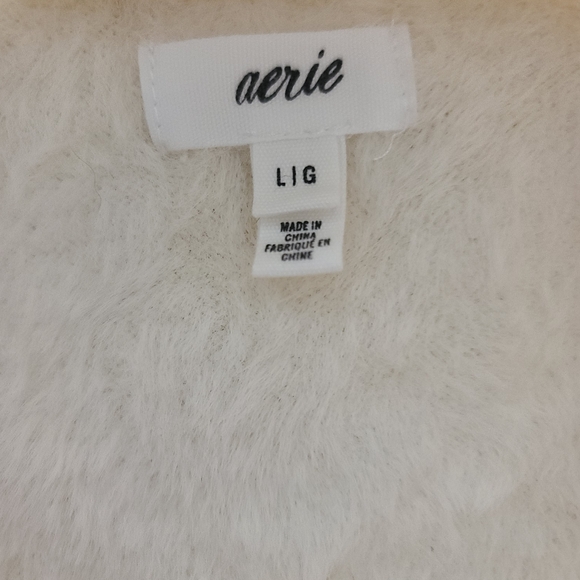 aerie
L|G
MADE IN
CHINA
FABRIQUÉ EN
CHINE